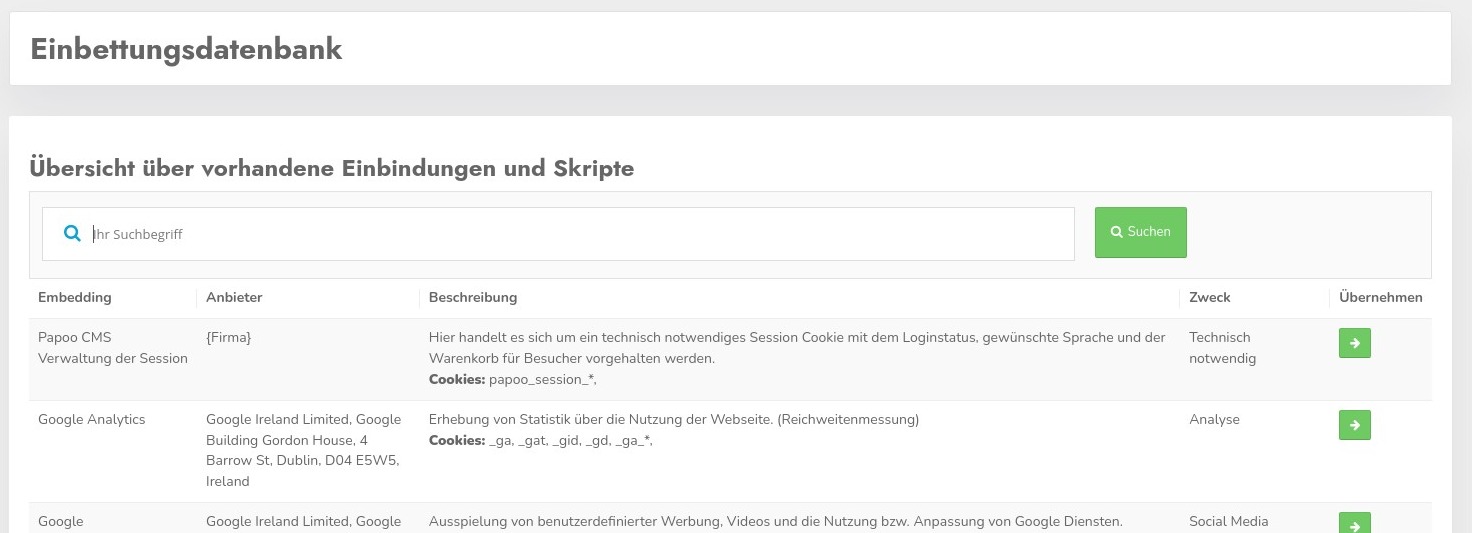 Einbettungsdatenbank
Übersicht über vorhandene Einbindungen und Skripte
Ihr Suchbegriff
Suchen
Embedding Anbieter Beschreibung Zweck Übernehmen
Papoo CMS {Firma} Hier handelt es sich um ein technisch notwendiges Session Cookie mit dem Loginstatus, gewünschte Sprache und der Technisch
Verwaltung der Session Warenkorb für Besucher vorgehalten werden. notwendig
Cookies: papoo_session_*,
Google Analytics Google Ireland Limited, Google Erhebung von Statistik über die Nutzung der Webseite. (Reichweitenmessung) Analyse
Building Gordon House, 4 Cookies: _ga, _gat, _gid, _gd, _ga_*,
Barrow St, Dublin, D04 E5W5,
Ireland
Google Google Ireland Limited, Google Ausspielung von benutzerdefinierter Werbung, Videos und die Nutzung bzw. Anpassung von Google Diensten. Social Media